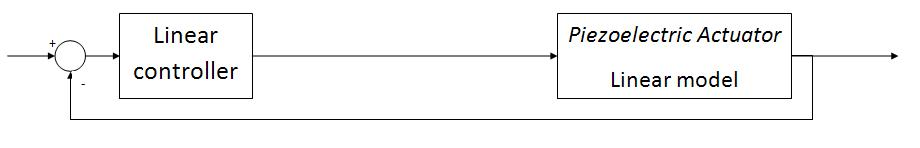 +
-
Linear
controller
Piezoelectric Actuator
Linear model